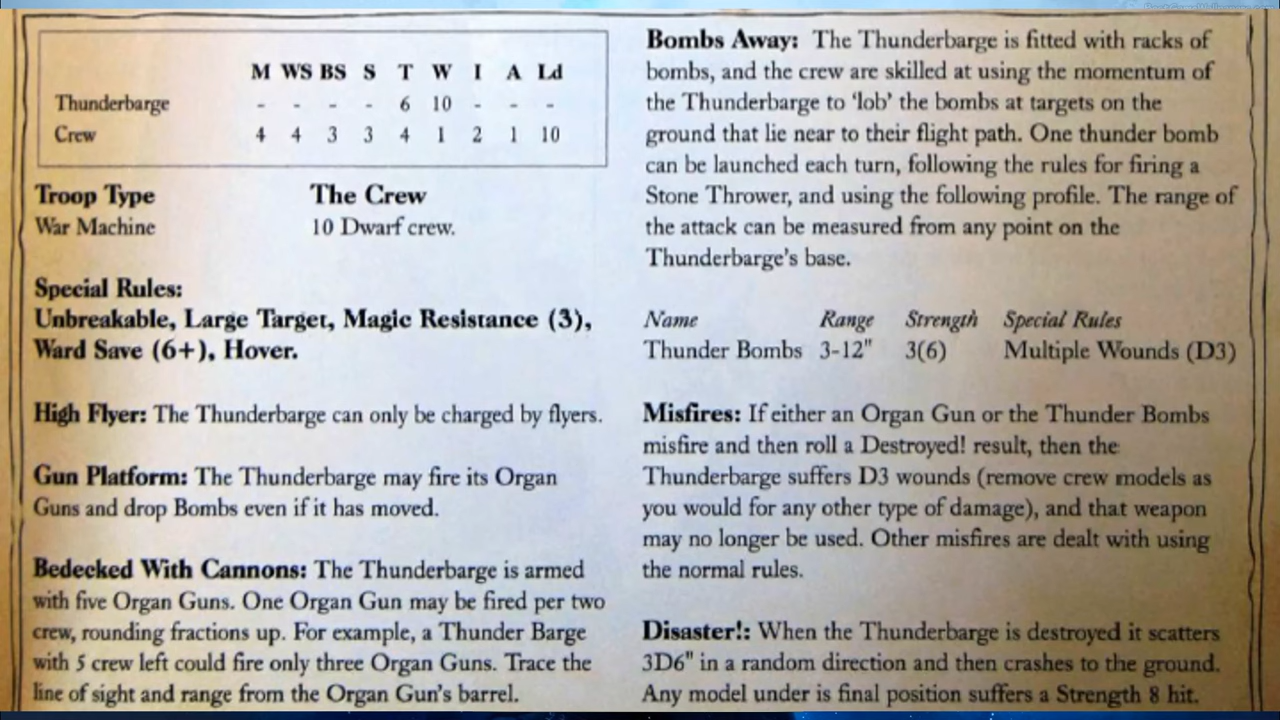 M WS BS S T W I A Ld
Thunderbarge - - - - 6 10 - - -
Crew 4 4 3 3 4 1 2 1 10
Troop Type The Crew
War Machine 10 Dwarf crew.
Special Rules:
Unbreakable, Large Target, Magic Resistance (3),
Ward Save (6+), Hover.
High Flyer: The Thunderbarge can only be charged by flyers.
Gun Platform: The Thunderbarge may fire its Organ
Guns and drop Bombs even if it has moved.
Bedecked With Cannons: The Thunderbarge is armed
with five Organ Guns. One Organ Gun may be fired per two
crew, rounding fractions up. For example, a Thunder Barge
with 5 crew left could fire only three Organ Guns. Trace the
line of sight and range from the Organ Gun's barrel.
Bombs Away: The Thunderbarge is fitted with racks of
bombs, and the crew are skilled at using the momentum of
the Thunderbarge to 'lob' the bombs at targets on the
ground that lie near to their flight path. One thunder bomb
can be launched each turn, following the rules for firing a
Stone Thrower, and using the following profile. The range of
the attack can be measured from any point on the
Thunderbarge's base.
Name Range Strength Special Rules
Thunder Bombs 3-12" 3(6) Multiple Wounds (D3)
Misfires: If either an Organ Gun or the Thunder Bombs
misfire and then roll a Destroyed! result, then the
Thunderbarge suffers D3 wounds (remove crew models as
you would for any other type of damage), and that weapon
may no longer be used. Other misfires are dealt with using
the normal rules.
Disaster!: When the Thunderbarge is destroyed it scatters
3D6" in a random direction and then crashes to the ground.
Any model under is final position suffers a Strength 8 hit.